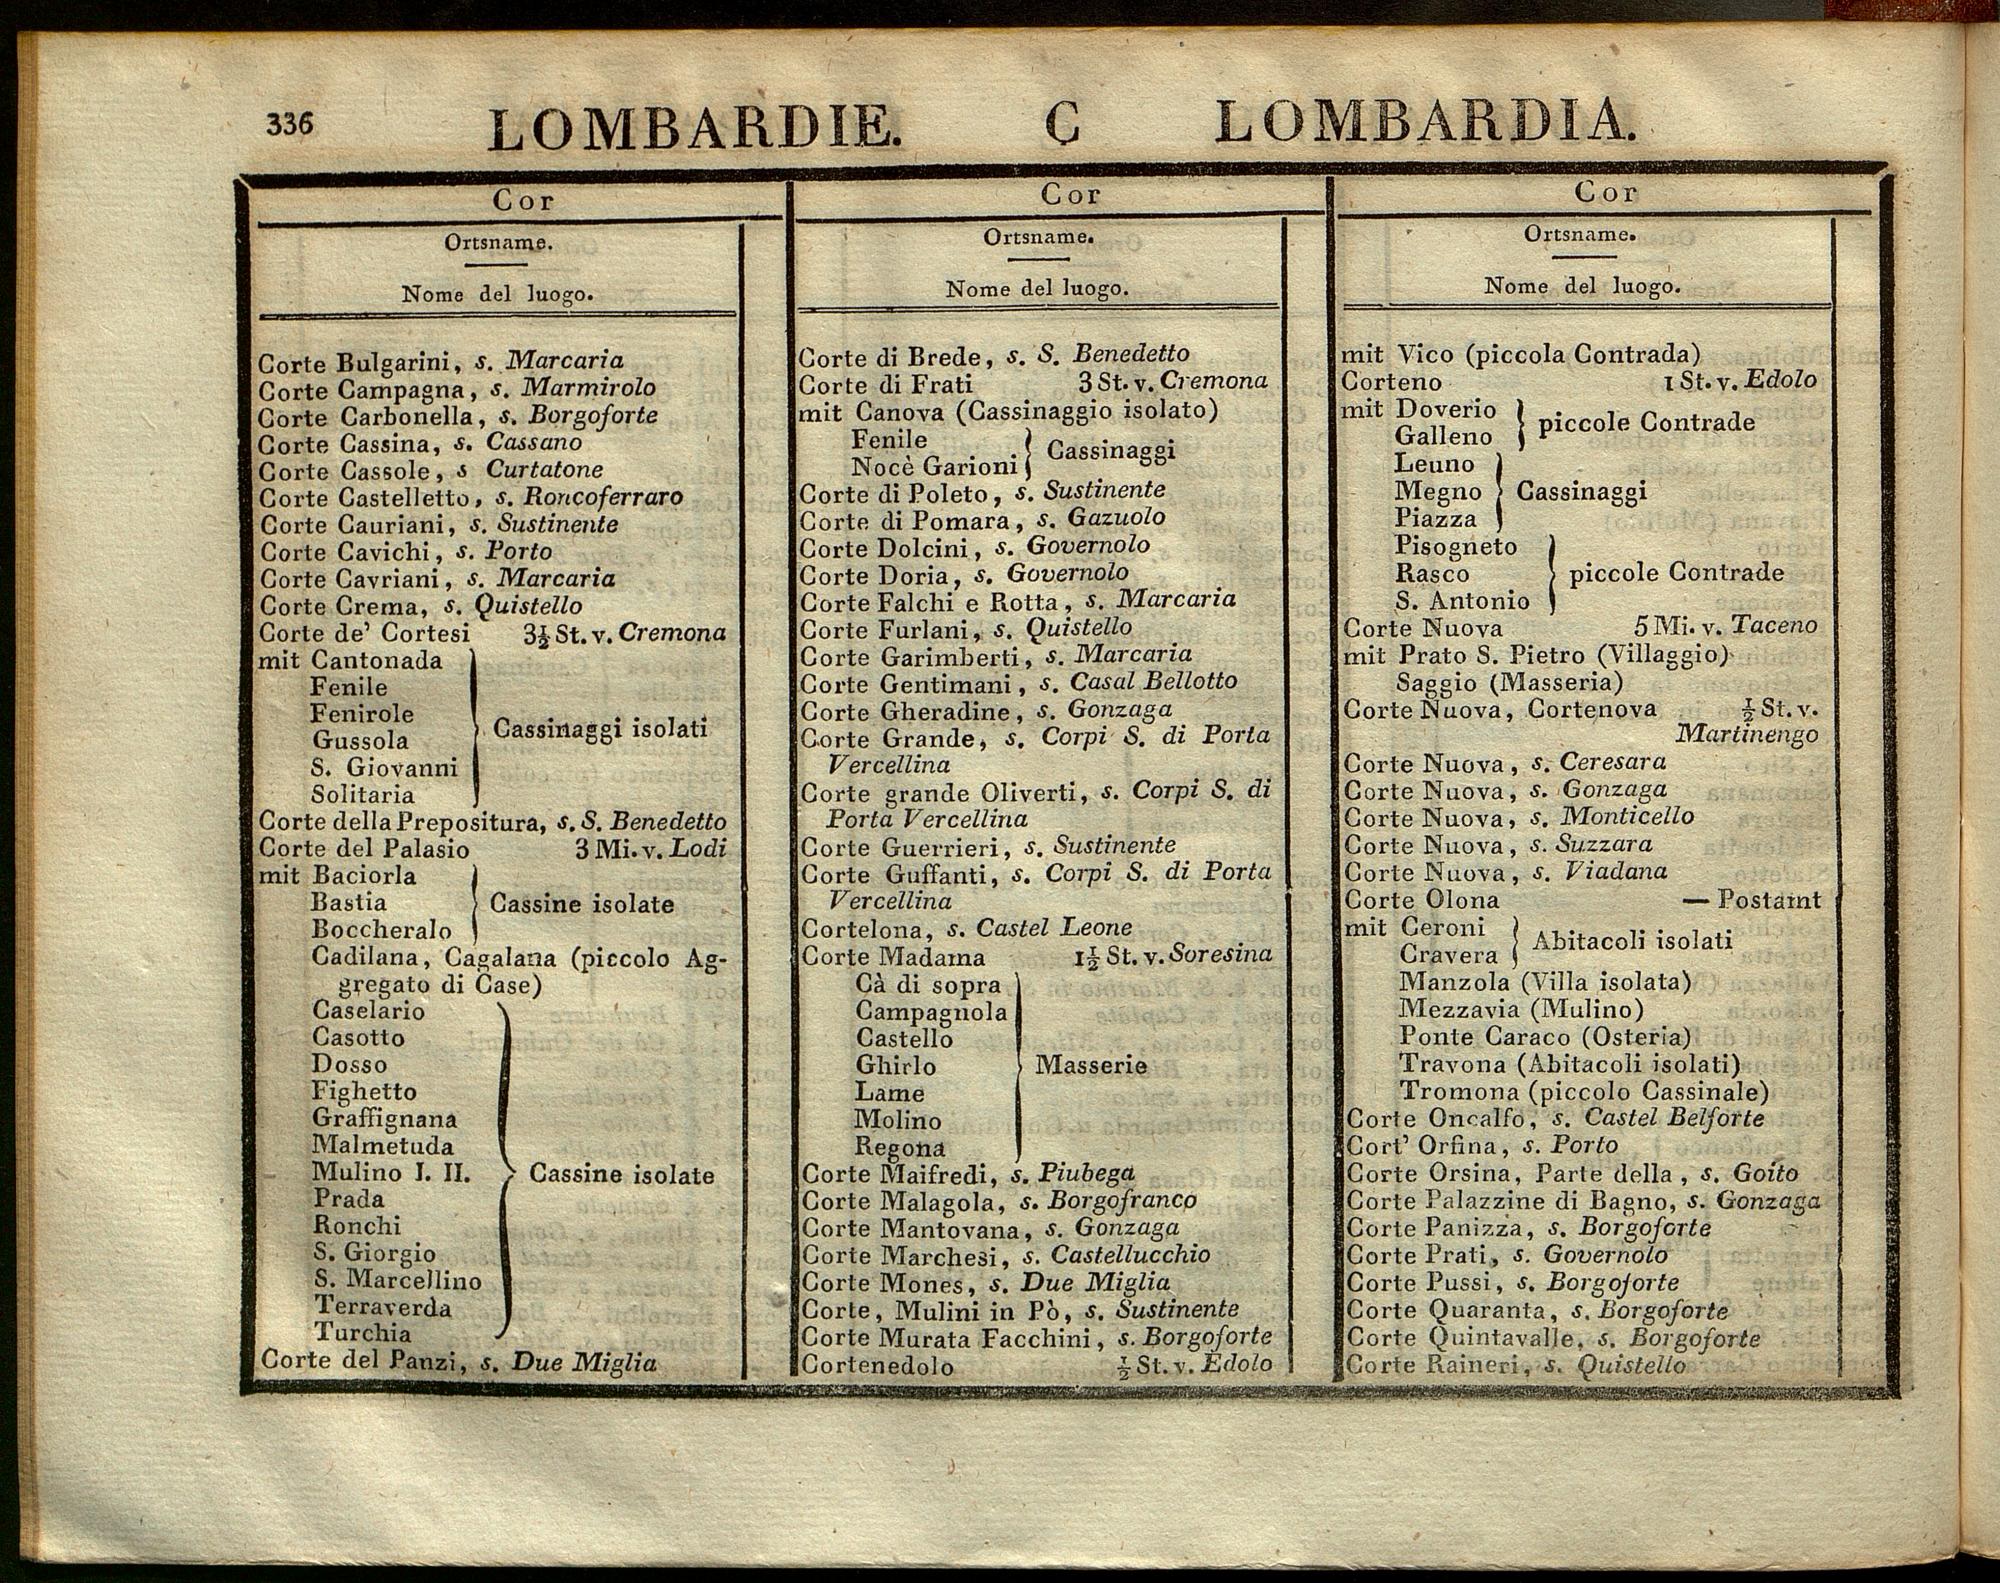 336
LOMBARDIE. C LOMBARDIA.
Cor
Ortsname.
Nome del luogo.
Corte Bulgarini, s. Marcaria
Corte Campagna, s. Marmirolo
Corte Carbonella, s. Borgoforte
Corte Cassina, s. Cassano
Corte Cassole, s Curtatone
Corte Castelletto, s. Roncoferraro
Corte Cauriani, s. Sustinente
Corte Cavichi, s. Porto
Corte Cavriani, s. Marcaria
Corte Crema, s. Quistello
Corte de' Cortesi 3½ St. v. Cremona
mit Cantonada
Fenile
Fenirole
Gussola
S. Giovanni
Solitaria
Cassinaggi isolati
Corte della Prepositura, s. S. Benedetto
Corte del Palasio 3 Mi. v. Lodi
mit Baciorla
Bastia
Boccheralo
Cassine isolate
Cadilana, Cagalana (piccolo Ag-
gregato di Case)
Caselario
Casotto
Dosso
Fighetto
Graffignana
Malmetuda
Mulino I. II.
Prada
Ronchi
S. Giorgio
S. Marcellino
Terraverda
Turchia
Cassine isolate
Corte del Panzi, s. Due Miglia
Cor
Ortsname.
Nome del luogo.
Corte di Brede, s. S. Benedetto
Corte di Frati 3 St. v. Cremona
mit Canova (Cassinaggio isolato)
Fenile
Nocè Garioni
Cassinaggi
Corte di Poleto, s. Sustinente
Corte di Pomara, s. Gazuolo
Corte Dolcini, s. Governolo
Corte Doria, s. Governolo
Corte Falchi e Rotta, s. Marcaria
Corte Furlani, s. Quistello
Corte Garimberti, s. Marcaria
Corte Gentimani, s. Casal Bellotto
Corte Gheradine, s. Gonzaga
Corte Grande, s. Corpi S. di Porta
Vercellina
Corte grande Oliverti, s. Corpi S. di
Porta Vercellina
Corte Guerrieri, s. Sustinente
Corte Guffanti, s. Corpi S. di Porta
Vercellina
Cortelona, s. Castel Leone
Corte Madama 1½ St. v. Soresina
Cà di sopra
Campagnola
Castello
Ghirlo
Lame
Molino
Regona
Masserie
Corte Maifredi, s. Piubega
Corte Malagola, s. Borgofranco
Corte Mantovana, s. Gonzaga
Corte Marchesi, s. Castellucchio
Corte Mones, s. Due Miglia
Corte, Mulini in Pò, s. Sustinente
Corte Murata Facchini, s. Borgoforte
Cortenedolo ½ St. v. Edolo
Cor
Ortsname.
Nome del luogo.
mit Vico (piccola Contrada)
Corteno 1 St. v. Edolo
mit Doverio
Galleno
piccole Contrade
Leuno
Megno
Piazza
Cassinaggi
Pisogneto
Rasco
S. Antonio
piccole Contrade
Corte Nuova 5 Mi. v. Taceno
mit Prato S. Pietro (Villaggio)
Saggio (Masseria)
Corte Nuova, Cortenova ½ St. v.
Martinengo
Corte Nuova, s. Ceresara
Corte Nuova, s. Gonzaga
Corte Nuova, s. Monticello
Corte Nuova, s. Suzzara
Corte Nuova, s. Viadana
Corte Olona — Postamt
mit Ceroni
Cravera
Abitacoli isolati
Manzola (Villa isolata)
Mezzavia (Mulino)
Ponte Caraco (Osteria)
Travona (Abitacoli isolati)
Tromona (piccolo Cassinale)
Corte Oncalfo, s. Castel Belforte
Cort' Orfina, s. Porto
Corte Orsina, Parte della, s. Goito
Corte Palazzine di Bagno, s. Gonzaga
Corte Panizza, s. Borgoforte
Corte Prati, s. Governolo
Corte Pussi, s. Borgoforte
Corte Quaranta, s. Borgoforte
Corte Quintavalle, s. Borgoforte
Corte Raineri, s. Quistello